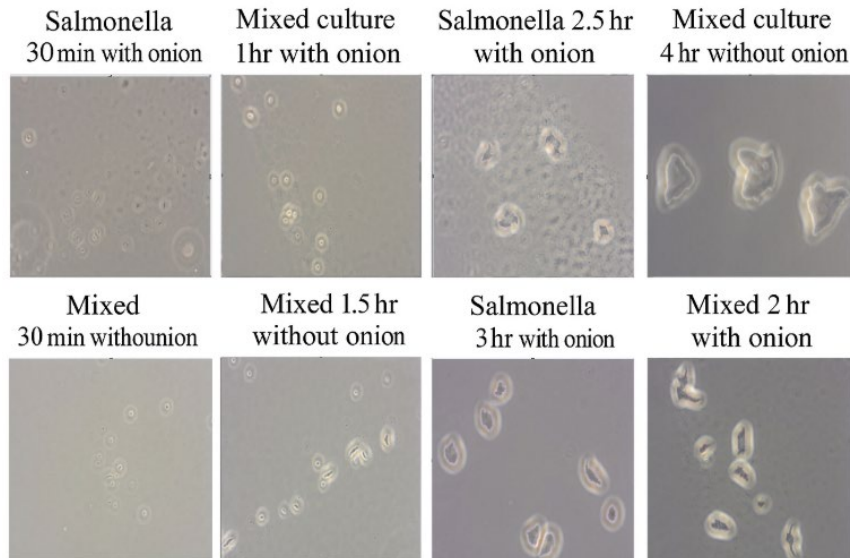 Salmonella
30 min with onion
Mixed culture
1hr with onion
Salmonella 2.5 hr
with onion
Mixed culture
4 hr without onion
Mixed
30 min withounion
Mixed 1.5 hr
without onion
Salmonella
3 hr with onion
Mixed 2 hr
with onion